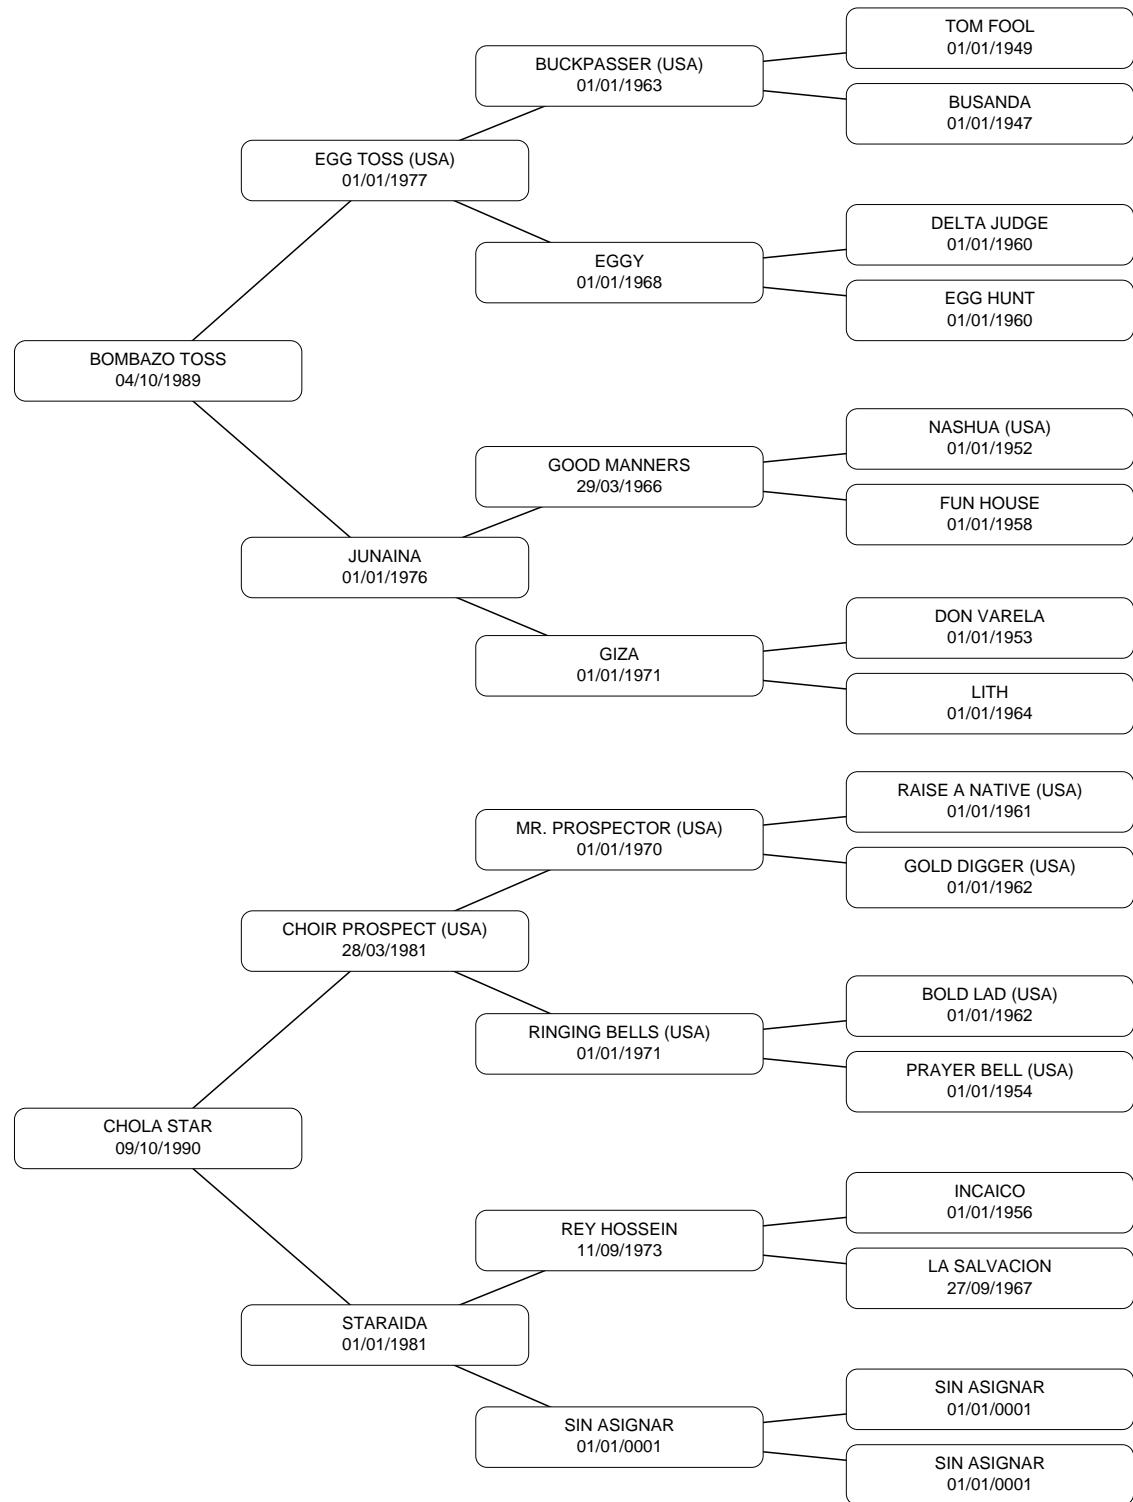 TOM FOOL
01/01/1949
BUCKPASSER (USA)
01/01/1963
BUSANDA
01/01/1947
EGG TOSS (USA)
01/01/1977
DELTA JUDGE
01/01/1960
EGGY
01/01/1968
EGG HUNT
01/01/1960
BOMBAZO TOSS
04/10/1989
NASHUA (USA)
01/01/1952
GOOD MANNERS
29/03/1966
FUN HOUSE
01/01/1958
JUNAINA
01/01/1976
DON VARELA
01/01/1953
GIZA
01/01/1971
LITH
01/01/1964
RAISE A NATIVE (USA)
01/01/1961
MR. PROSPECTOR (USA)
01/01/1970
GOLD DIGGER (USA)
01/01/1962
CHOIR PROSPECT (USA)
28/03/1981
BOLD LAD (USA)
01/01/1962
RINGING BELLS (USA)
01/01/1971
PRAYER BELL (USA)
01/01/1954
CHOLA STAR
09/10/1990
INCAICO
01/01/1956
REY HOSSEIN
11/09/1973
LA SALVACION
27/09/1967
STARAIDA
01/01/1981
SIN ASIGNAR
01/01/0001
SIN ASIGNAR
01/01/0001
SIN ASIGNAR
01/01/0001